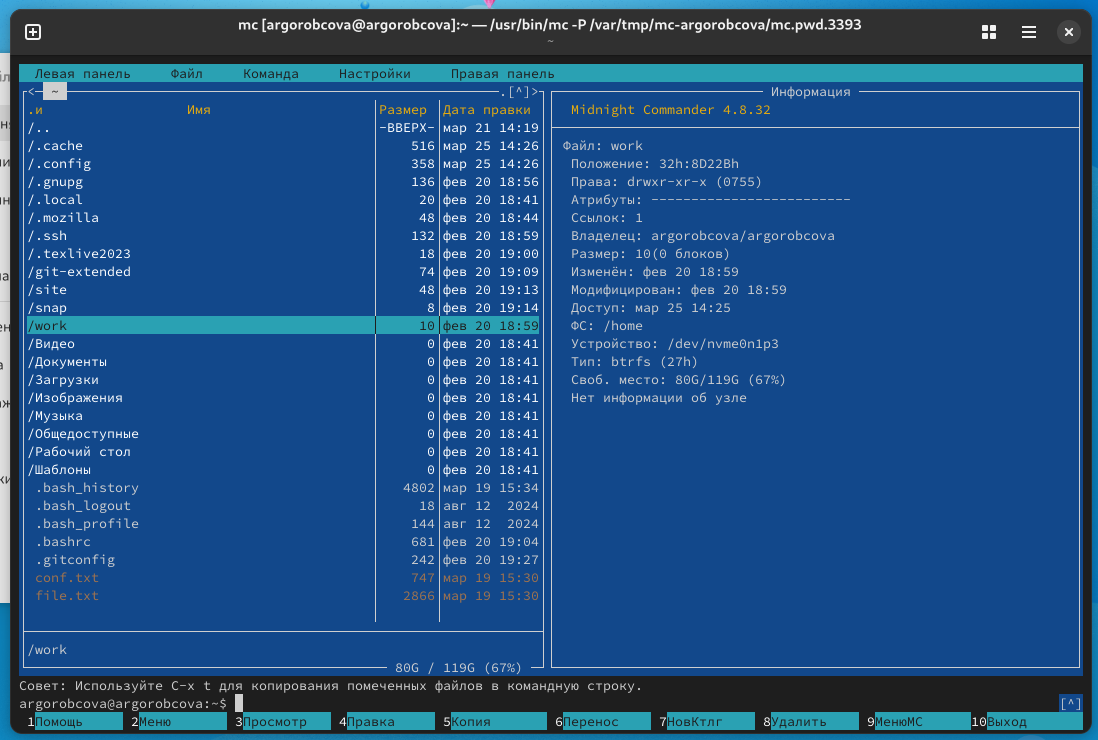 mc [argorobcova@argorobcova]:~ — /usr/bin/mc -P /var/tmp/mc-argorobcova/mc.pwd.3393
~
Левая панель Файл Команда Настройки Правая панель
<─ ~ .[^]>
.и Имя Размер Дата правки
/.. -ВВЕРХ- мар 21 14:19
/.cache 516 мар 25 14:26
/.config 358 мар 25 14:26
/.gnupg 136 фев 20 18:56
/.local 20 фев 20 18:41
/.mozilla 48 фев 20 18:44
/.ssh 132 фев 20 18:59
/.texlive2023 18 фев 20 19:00
/git-extended 74 фев 20 19:09
/site 48 фев 20 19:13
/snap 8 фев 20 19:14
/work 10 фев 20 18:59
/Видео 0 фев 20 18:41
/Документы 0 фев 20 18:41
/Загрузки 0 фев 20 18:41
/Изображения 0 фев 20 18:41
/Музыка 0 фев 20 18:41
/Общедоступные 0 фев 20 18:41
/Рабочий стол 0 фев 20 18:41
/Шаблоны 0 фев 20 18:41
.bash_history 4802 мар 19 15:34
.bash_logout 18 авг 12 2024
.bash_profile 144 авг 12 2024
.bashrc 681 фев 20 19:04
.gitconfig 242 фев 20 19:27
conf.txt 747 мар 19 15:30
file.txt 2866 мар 19 15:30
/work
80G / 119G (67%)
Информация
Midnight Commander 4.8.32
Файл: work
Положение: 32h:8D22Bh
Права: drwxr-xr-x (0755)
Атрибуты: -------------------------
Ссылок: 1
Владелец: argorobcova/argorobcova
Размер: 10(0 блоков)
Изменён: фев 20 18:59
Модифицирован: фев 20 18:59
Доступ: мар 25 14:25
ФС: /home
Устройство: /dev/nvme0n1p3
Тип: btrfs (27h)
Своб. место: 80G/119G (67%)
Нет информации об узле
Совет: Используйте C-x t для копирования помеченных файлов в командную строку.
argorobcova@argorobcova:~$ [^]
1Помощь 2Меню 3Просмотр 4Правка 5Копия 6Перенос 7НовКтлг 8Удалить 9МенюМС 10Выход